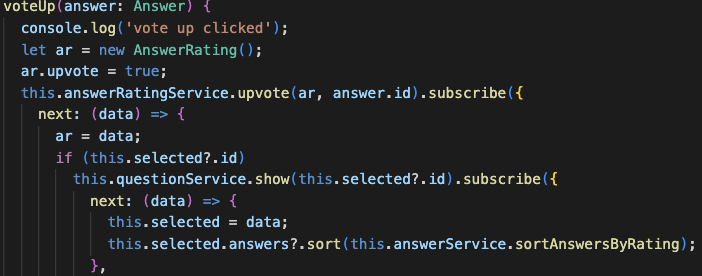 voteUp(answer: Answer) {
console.log('vote up clicked');
let ar = new AnswerRating();
ar.upvote = true;
this.answerRatingService.upvote(ar, answer.id).subscribe({
next: (data) => {
ar = data;
if (this.selected?.id)
this.questionService.show(this.selected?.id).subscribe({
next: (data) => {
this.selected = data;
this.selected.answers?.sort(this.answerService.sortAnswersByRating);
},